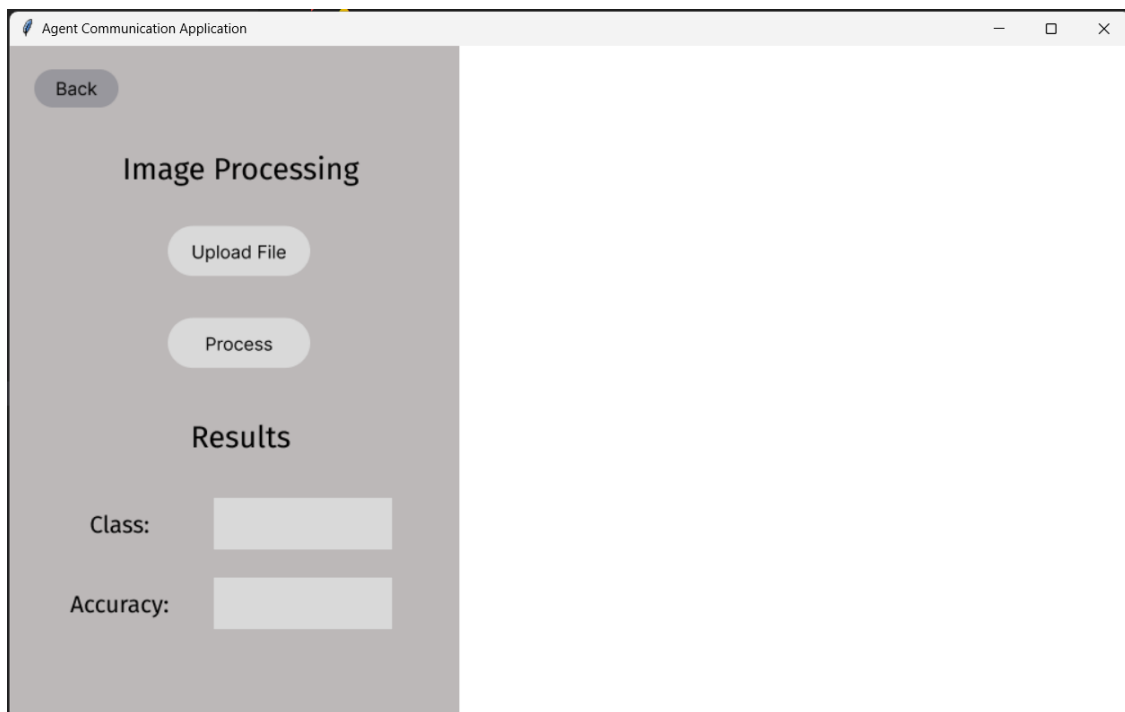 Agent Communication Application
Back
Image Processing
Upload File
Process
Results
Class:
Accuracy: